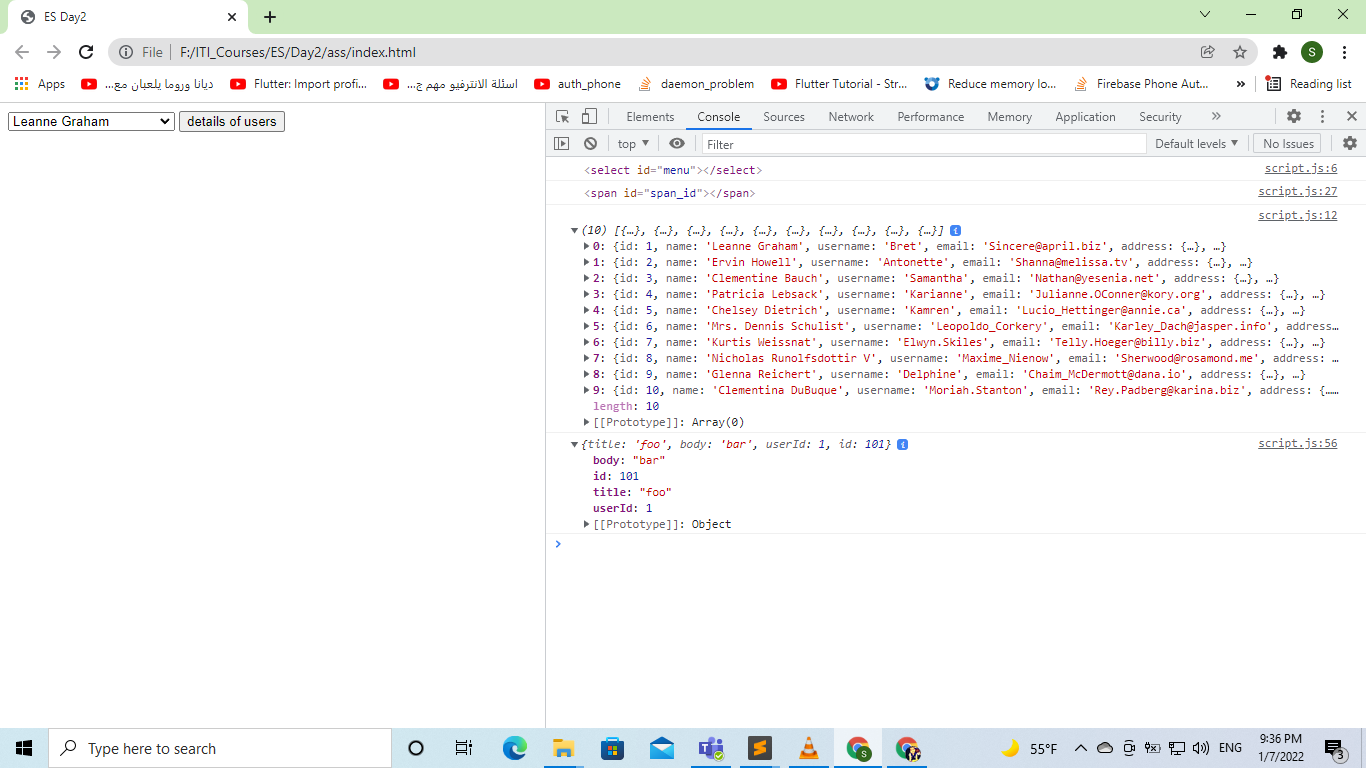 ES Day2
File F:/ITI_Courses/ES/Day2/ass/index.html
S
Apps ديانا وروما يلعبان مع... Flutter: Import profi... اسئلة الانترفيو مهم ج... auth_phone daemon_problem Flutter Tutorial - Str... Reduce memory lo... Firebase Phone Aut... » Reading list
Leanne Graham details of users
Elements Console Sources Network Performance Memory Application Security »
top Filter Default levels No Issues
<select id="menu"></select> script.js:6
<span id="span_id"></span> script.js:27
script.js:12
(10) [{…}, {…}, {…}, {…}, {…}, {…}, {…}, {…}, {…}, {…}] i
0: {id: 1, name: 'Leanne Graham', username: 'Bret', email: 'Sincere@april.biz', address: {…}, …}
1: {id: 2, name: 'Ervin Howell', username: 'Antonette', email: 'Shanna@melissa.tv', address: {…}, …}
2: {id: 3, name: 'Clementine Bauch', username: 'Samantha', email: 'Nathan@yesenia.net', address: {…}, …}
3: {id: 4, name: 'Patricia Lebsack', username: 'Karianne', email: 'Julianne.OConner@kory.org', address: {…}, …}
4: {id: 5, name: 'Chelsey Dietrich', username: 'Kamren', email: 'Lucio_Hettinger@annie.ca', address: {…}, …}
5: {id: 6, name: 'Mrs. Dennis Schulist', username: 'Leopoldo_Corkery', email: 'Karley_Dach@jasper.info', address…
6: {id: 7, name: 'Kurtis Weissnat', username: 'Elwyn.Skiles', email: 'Telly.Hoeger@billy.biz', address: {…}, …}
7: {id: 8, name: 'Nicholas Runolfsdottir V', username: 'Maxime_Nienow', email: 'Sherwood@rosamond.me', address: …
8: {id: 9, name: 'Glenna Reichert', username: 'Delphine', email: 'Chaim_McDermott@dana.io', address: {…}, …}
9: {id: 10, name: 'Clementina DuBuque', username: 'Moriah.Stanton', email: 'Rey.Padberg@karina.biz', address: {……
length: 10
[[Prototype]]: Array(0)
{title: 'foo', body: 'bar', userId: 1, id: 101} i script.js:56
body: "bar"
id: 101
title: "foo"
userId: 1
[[Prototype]]: Object
Type here to search
S
55°F
ENG
9:36 PM
1/7/2022
3